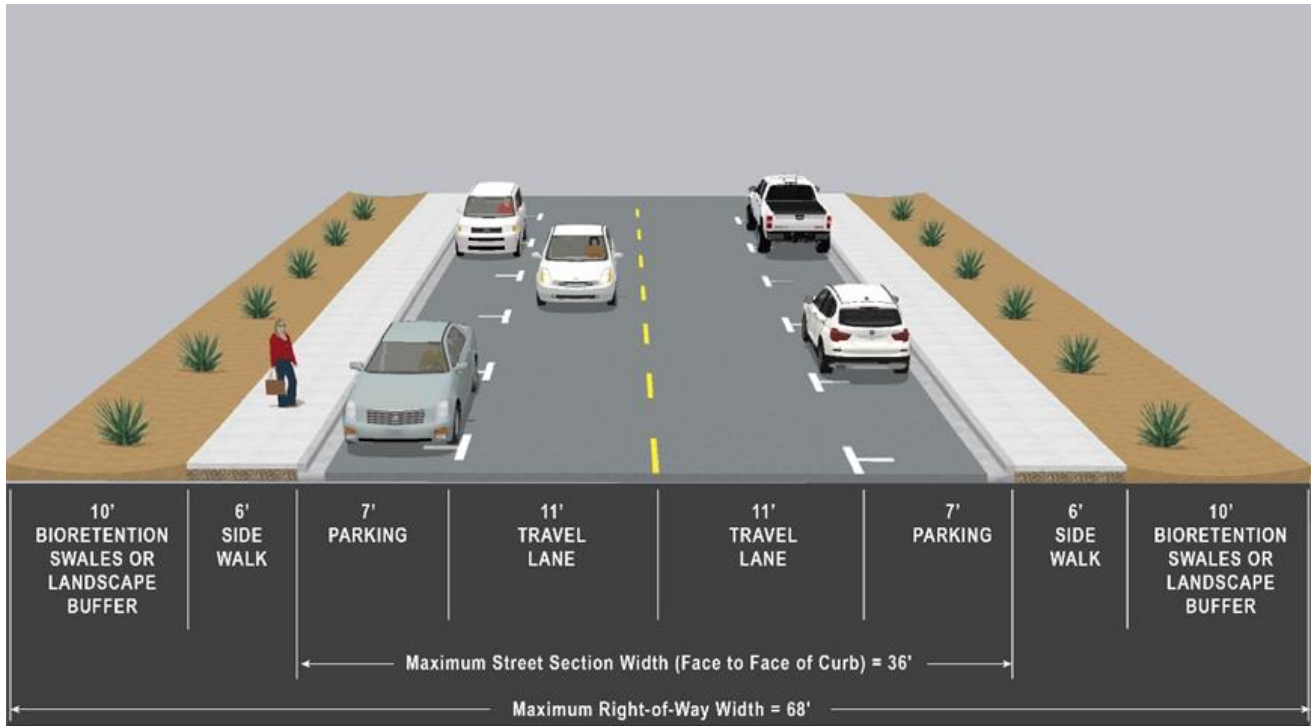 10'
BIORETENTION
SWALES OR
LANDSCAPE
BUFFER
6'
SIDE
WALK
7'
PARKING
11'
TRAVEL
LANE
11'
TRAVEL
LANE
7'
PARKING
6'
SIDE
WALK
10'
BIORETENTION
SWALES OR
LANDSCAPE
BUFFER
Maximum Street Section Width (Face to Face of Curb) = 36'
Maximum Right-of-Way Width = 68'